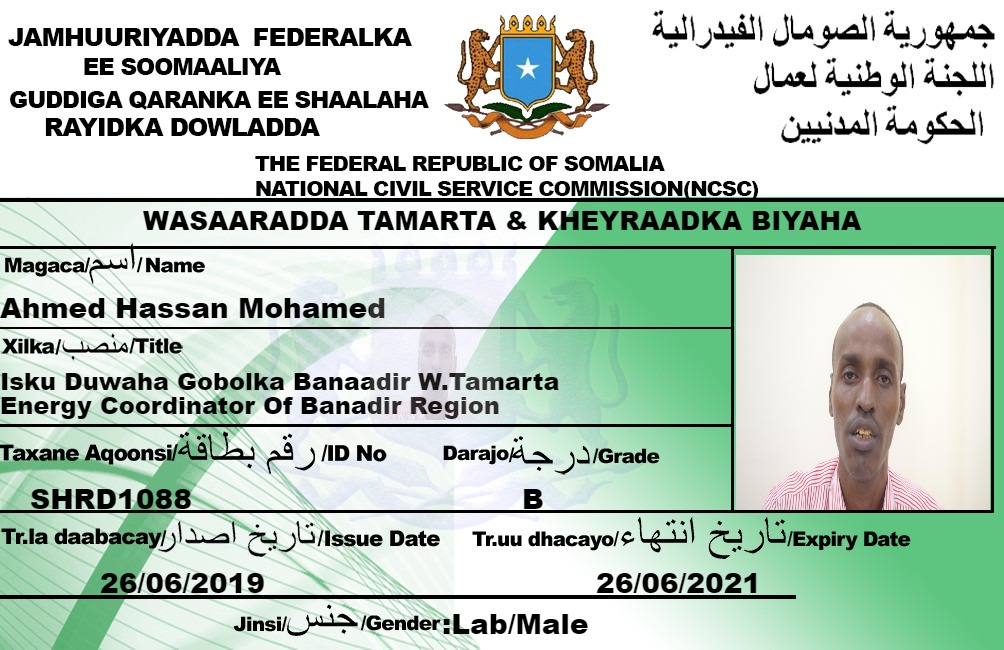 JAMHUURIYADDA FEDERALKA
EE SOOMAALIYA
GUDDIGA QARANKA EE SHAALAHA
RAYIDKA DOWLADDA
جمهورية الصومال الفيدرالية
اللجنة الوطنية لعمال
الحكومة المدنيين
THE FEDERAL REPUBLIC OF SOMALIA
NATIONAL CIVIL SERVICE COMMISSION(NCSC)
WASAARADDA TAMARTA & KHEYRAADKA BIYAHA
Magaca/اسم/Name
Ahmed Hassan Mohamed
Xilka/منصب/Title
Isku Duwaha Gobolka Banaadir W.Tamarta
Energy Coordinator Of Banadir Region
Taxane Aqoonsi/رقم بطاقة/ID No Darajo/درجة/Grade
SHRD1088 B
Tr.la daabacay/تاريخ اصدار/Issue Date Tr.uu dhacayo/تاريخ انتهاء/Expiry Date
26/06/2019 26/06/2021
Jinsi/جنس/Gender:Lab/Male